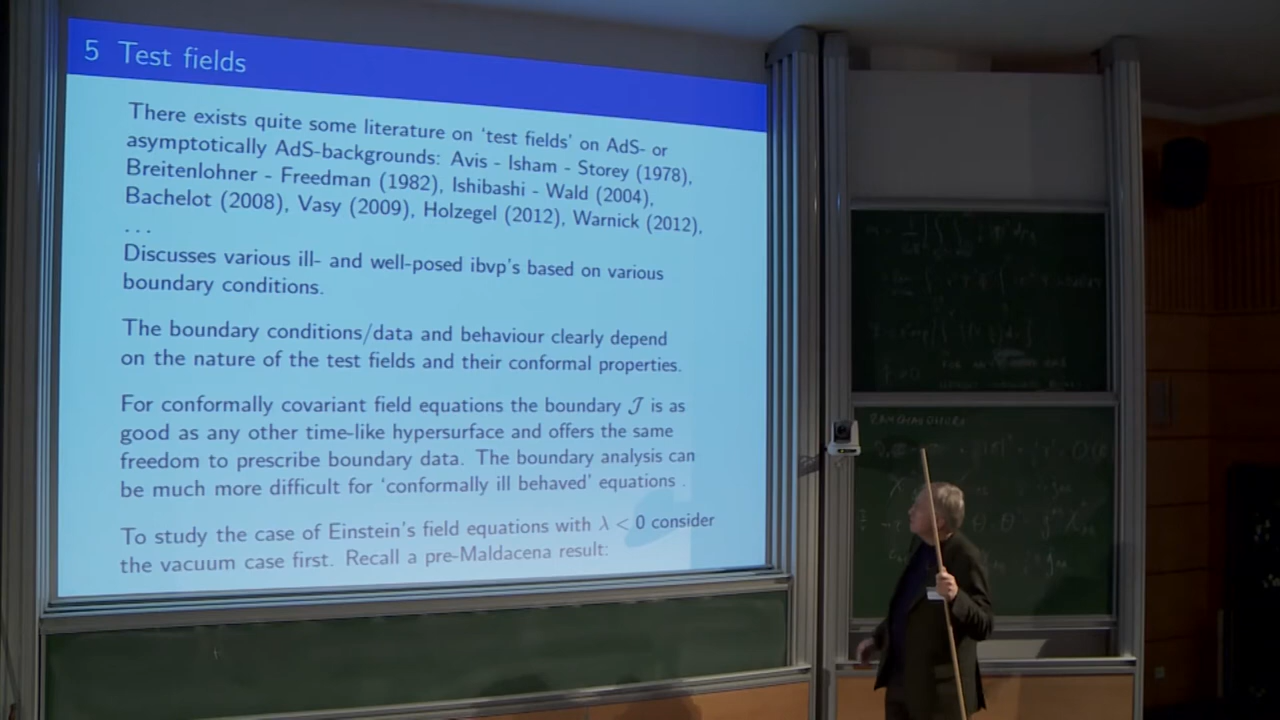 5 Test fields
There exists quite some literature on 'test fields' on AdS- or
asymptotically AdS-backgrounds: Avis - Isham - Storey (1978),
Breitenlohner - Freedman (1982), Ishibashi - Wald (2004),
Bachelot (2008), Vasy (2009), Holzegel (2012), Warnick (2012),
...
Discusses various ill- and well-posed ibvp's based on various
boundary conditions.
The boundary conditions/data and behaviour clearly depend
on the nature of the test fields and their conformal properties.
For conformally covariant field equations the boundary 𝒥 is as
good as any other time-like hypersurface and offers the same
freedom to prescribe boundary data. The boundary analysis can
be much more difficult for 'conformally ill behaved' equations .
To study the case of Einstein's field equations with λ < 0 consider
the vacuum case first. Recall a pre-Maldacena result: